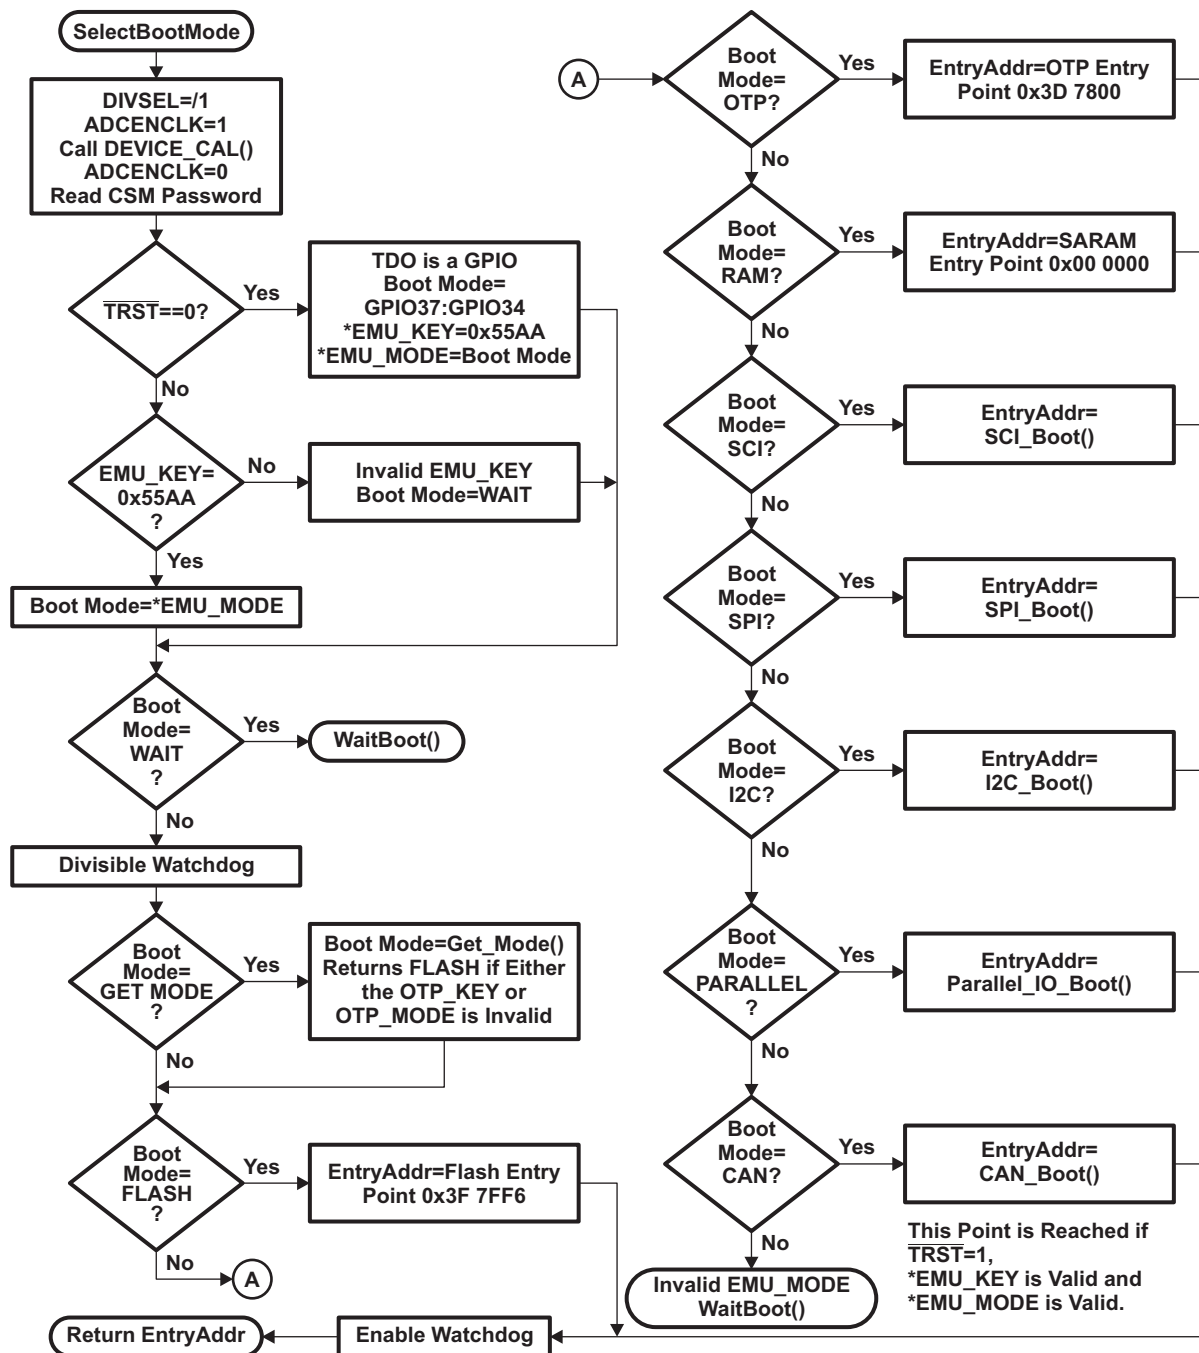 SelectBootMode
DIVSEL=/1
ADCENCLK=1
Call DEVICE_CAL()
ADCENCLK=0
Read CSM Password
TRST==0?
Yes
No
TDO is a GPIO
Boot Mode=
GPIO37:GPIO34
*EMU_KEY=0x55AA
*EMU_MODE=Boot Mode
EMU_KEY=
0x55AA
?
No
Yes
Invalid EMU_KEY
Boot Mode=WAIT
Boot Mode=*EMU_MODE
Boot
Mode=
WAIT
?
Yes
No
WaitBoot()
Divisible Watchdog
Boot
Mode=
GET MODE
?
Yes
No
Boot Mode=Get_Mode()
Returns FLASH if Either
the OTP_KEY or
OTP_MODE is Invalid
Boot
Mode=
FLASH
?
Yes
No
EntryAddr=Flash Entry
Point 0x3F 7FF6
A
A
Boot
Mode=
OTP?
Yes
No
EntryAddr=OTP Entry
Point 0x3D 7800
Boot
Mode=
RAM?
Yes
No
EntryAddr=SARAM
Entry Point 0x00 0000
Boot
Mode=
SCI?
Yes
No
EntryAddr=
SCI_Boot()
Boot
Mode=
SPI?
Yes
No
EntryAddr=
SPI_Boot()
Boot
Mode=
I2C?
Yes
No
EntryAddr=
I2C_Boot()
Boot
Mode=
PARALLEL
?
Yes
No
EntryAddr=
Parallel_IO_Boot()
Boot
Mode=
CAN?
Yes
No
EntryAddr=
CAN_Boot()
This Point is Reached if
TRST=1,
*EMU_KEY is Valid and
*EMU_MODE is Valid.
Invalid EMU_MODE
WaitBoot()
Enable Watchdog
Return EntryAddr